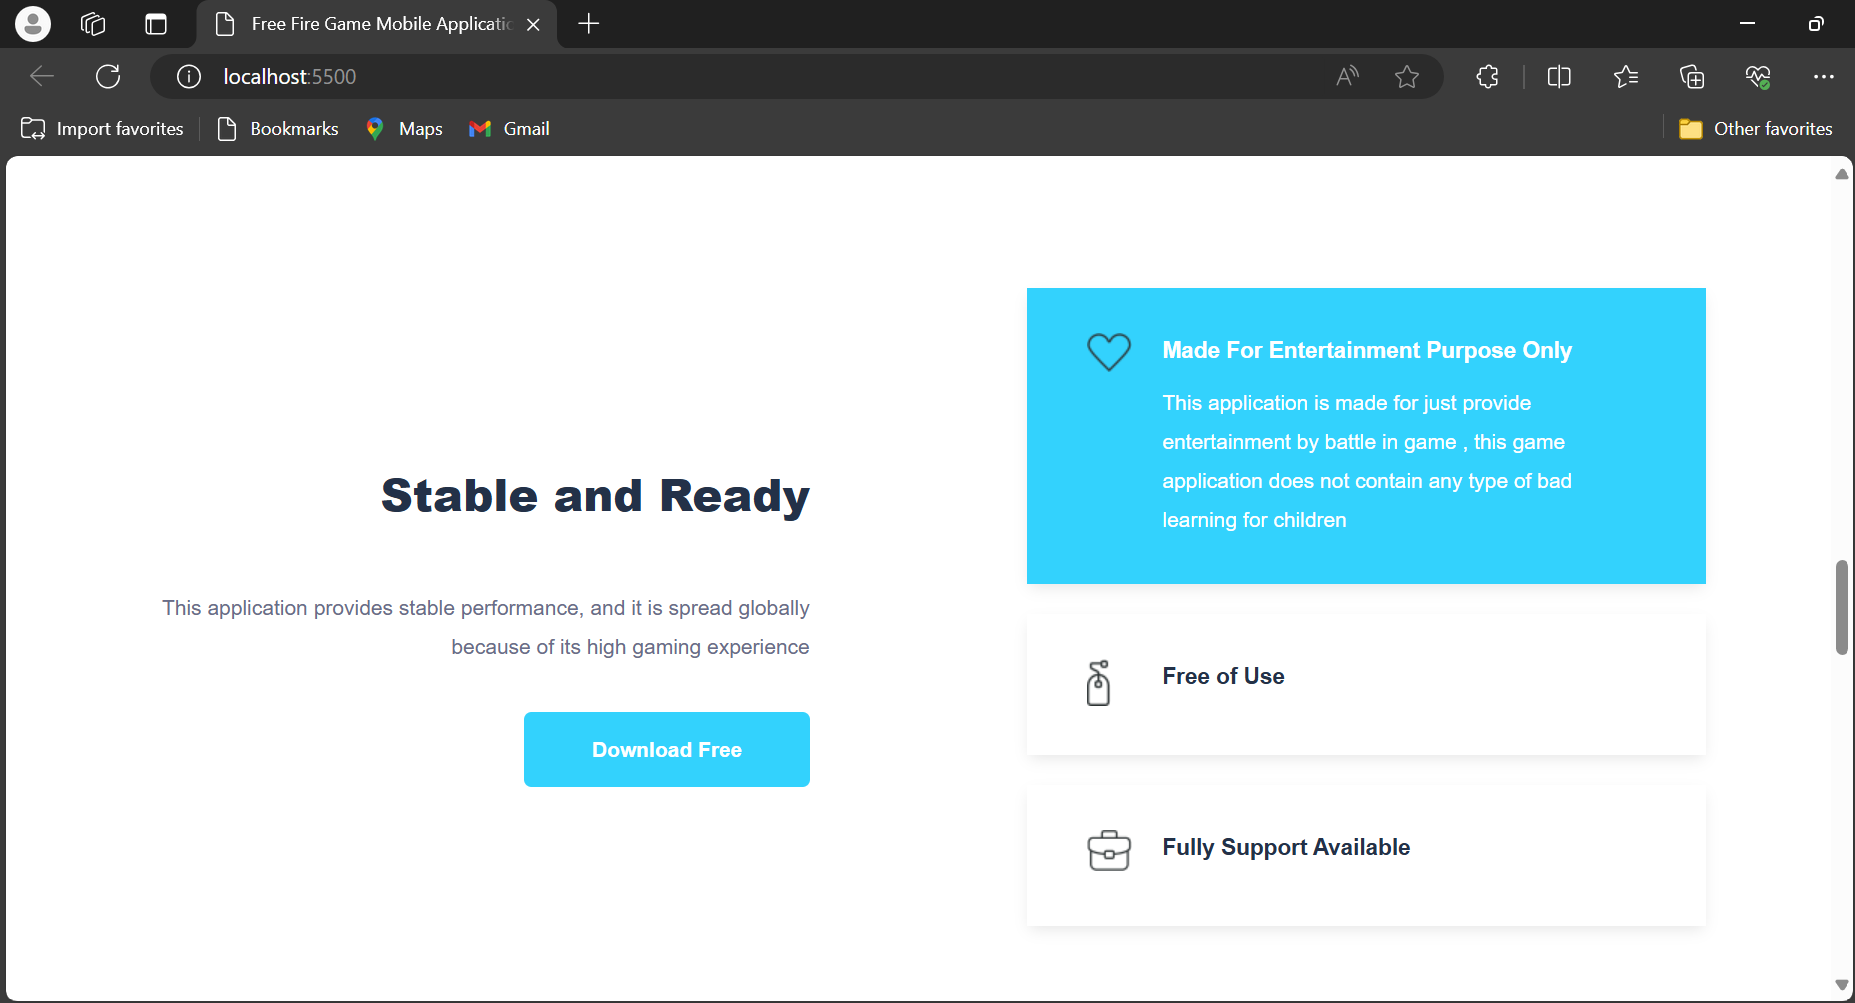 Free Fire Game Mobile Applicatic
localhost:5500
Import favorites
Bookmarks
Maps
Gmail
Other favorites
Stable and Ready
This application provides stable performance, and it is spread globally
because of its high gaming experience
Download Free
Made For Entertainment Purpose Only
This application is made for just provide
entertainment by battle in game , this game
application does not contain any type of bad
learning for children
Free of Use
Fully Support Available